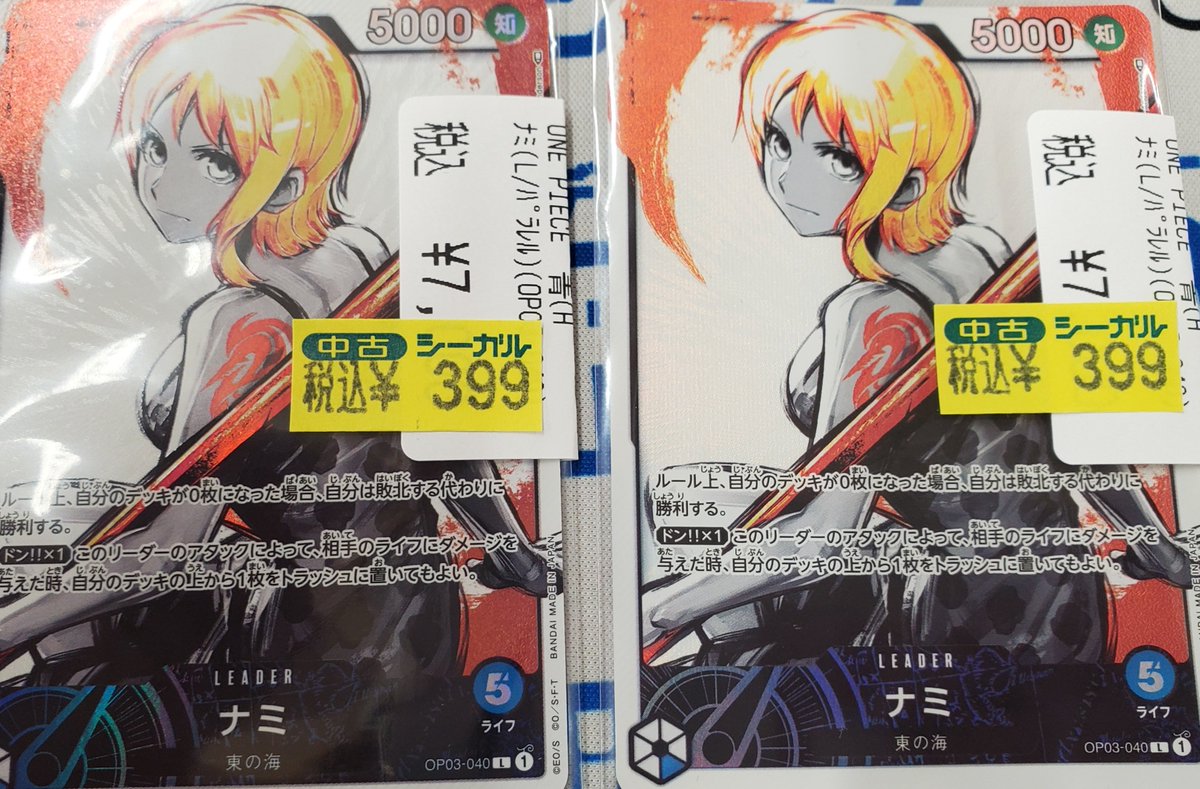 5000 知
税込 ¥7,
ONE PIECE 青(H
ナミ(L/パラレル)(OPC
中古 シーガル
税込¥ 399
ルール上、自分のデッキが0枚になった場合、自分は敗北する代わりに
勝利する。
ドン!!×1 このリーダーのアタックによって、相手のライフにダメージを
与えた時、自分のデッキの上から1枚をトラッシュに置いてもよい。
LEADER
ナミ
東の海
5
ライフ
OP03-040 L 1
©EO/S ©O/S・F・T BANDAI MADE IN JAPAN
5000 知
税込 ¥7
ONE PIECE 青(H
ナミ(L/パラレル)(O
中古 シーガル
税込¥ 399
ルール上、自分のデッキが0枚になった場合、自分は敗北する代わりに
勝利する。
ドン!!×1 このリーダーのアタックによって、相手のライフにダメージを
与えた時、自分のデッキの上から1枚をトラッシュに置いてもよい。
LEADER
ナミ
東の海
5
ライフ
OP03-040 L 1